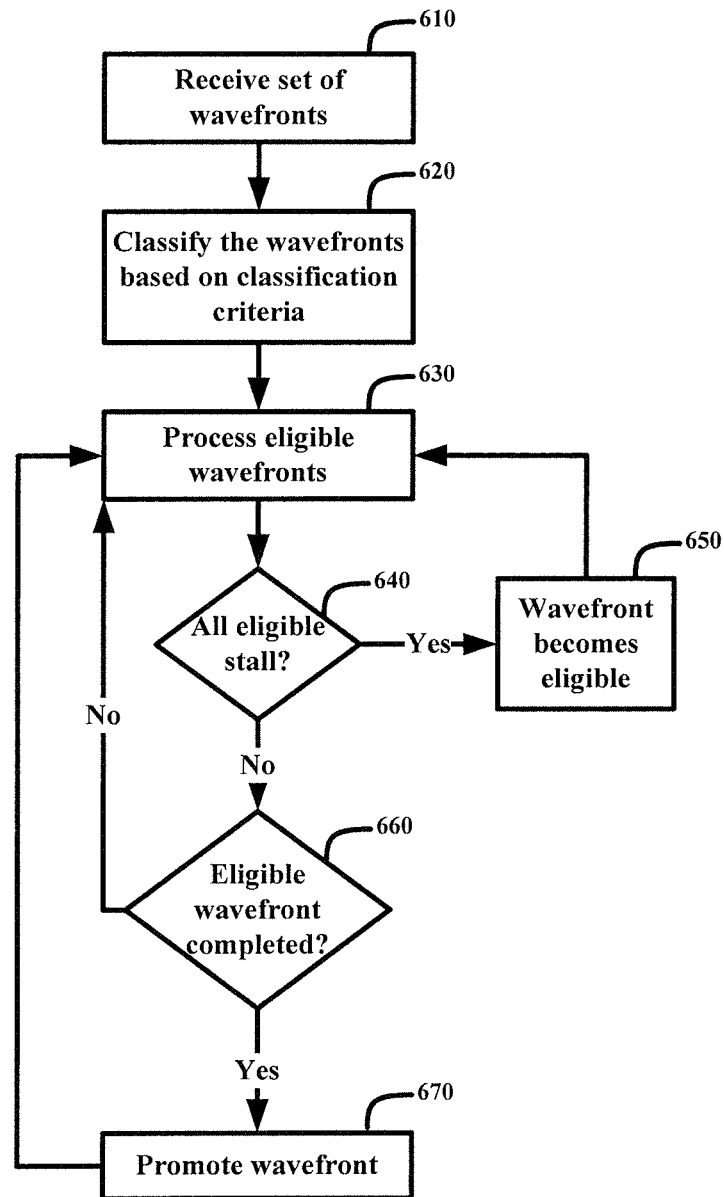 610
Receive set of
wavefronts
620
Classify the wavefronts
based on classification
criteria
630
Process eligible
wavefronts
640
All eligible
stall?
Yes
650
Wavefront
becomes
eligible
No
No
660
Eligible
wavefront
completed?
Yes
670
Promote wavefront